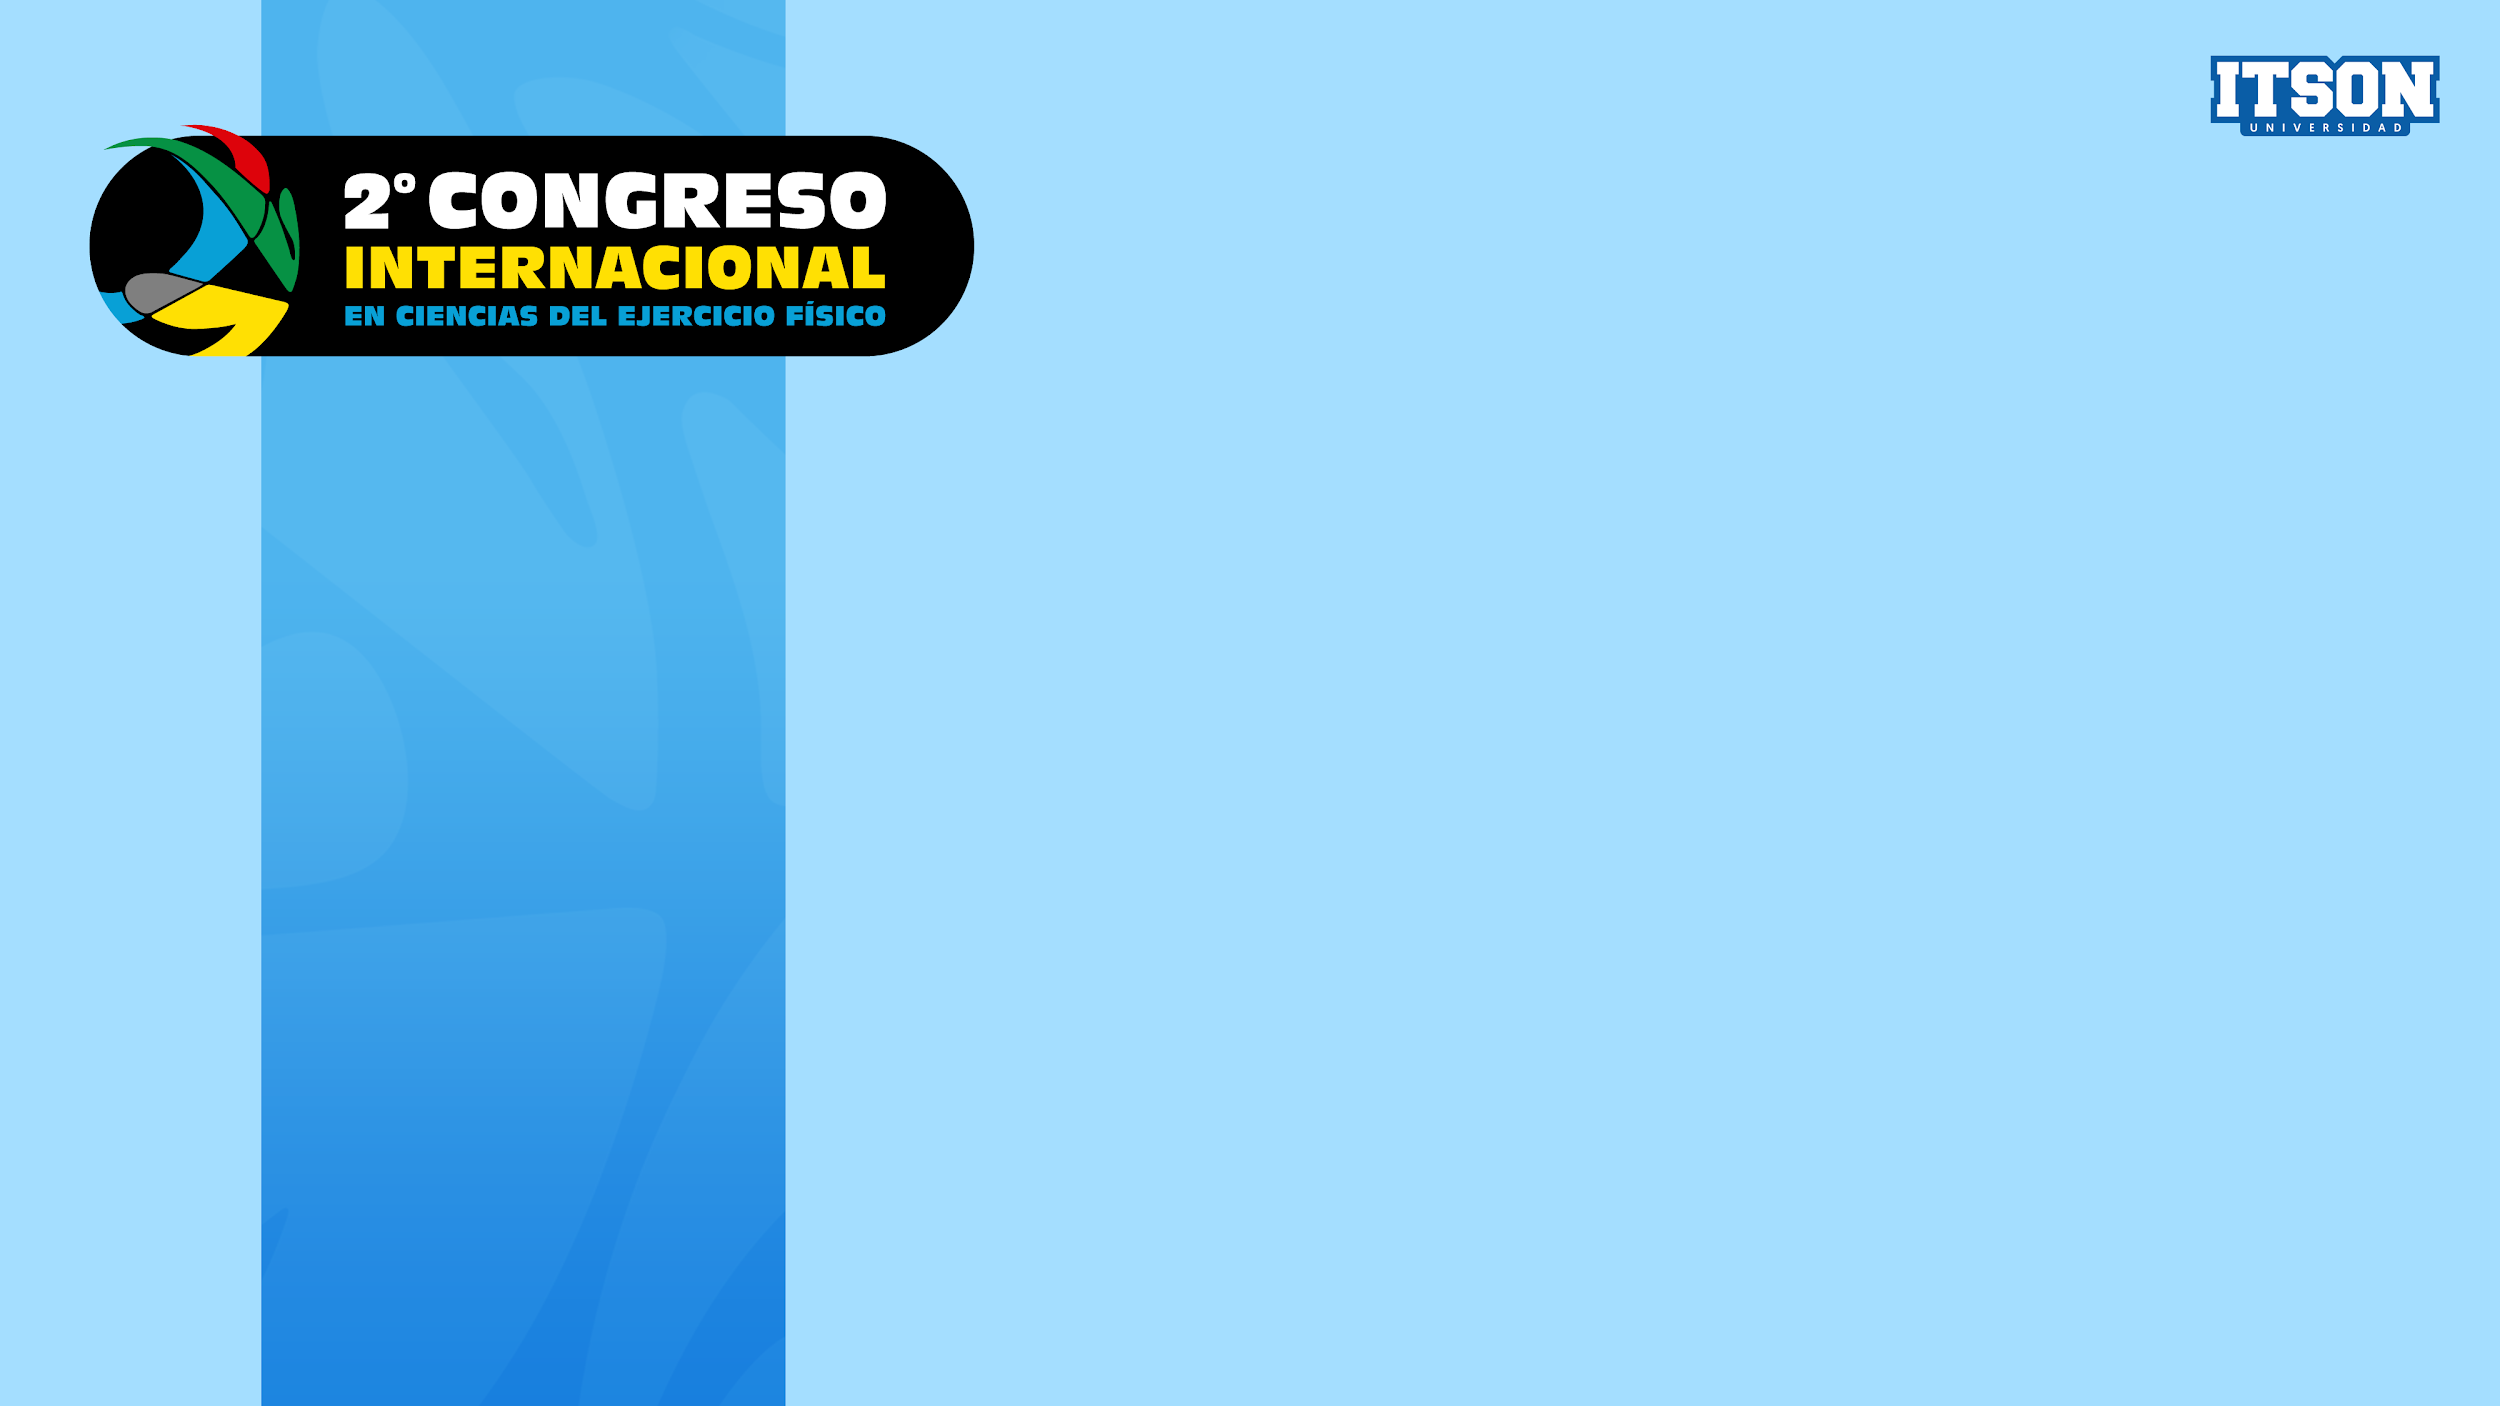 2° CONGRESO
INTERNACIONAL
EN CIENCIAS DEL EJERCICIO FÍSICO
ITSON
UNIVERSIDAD